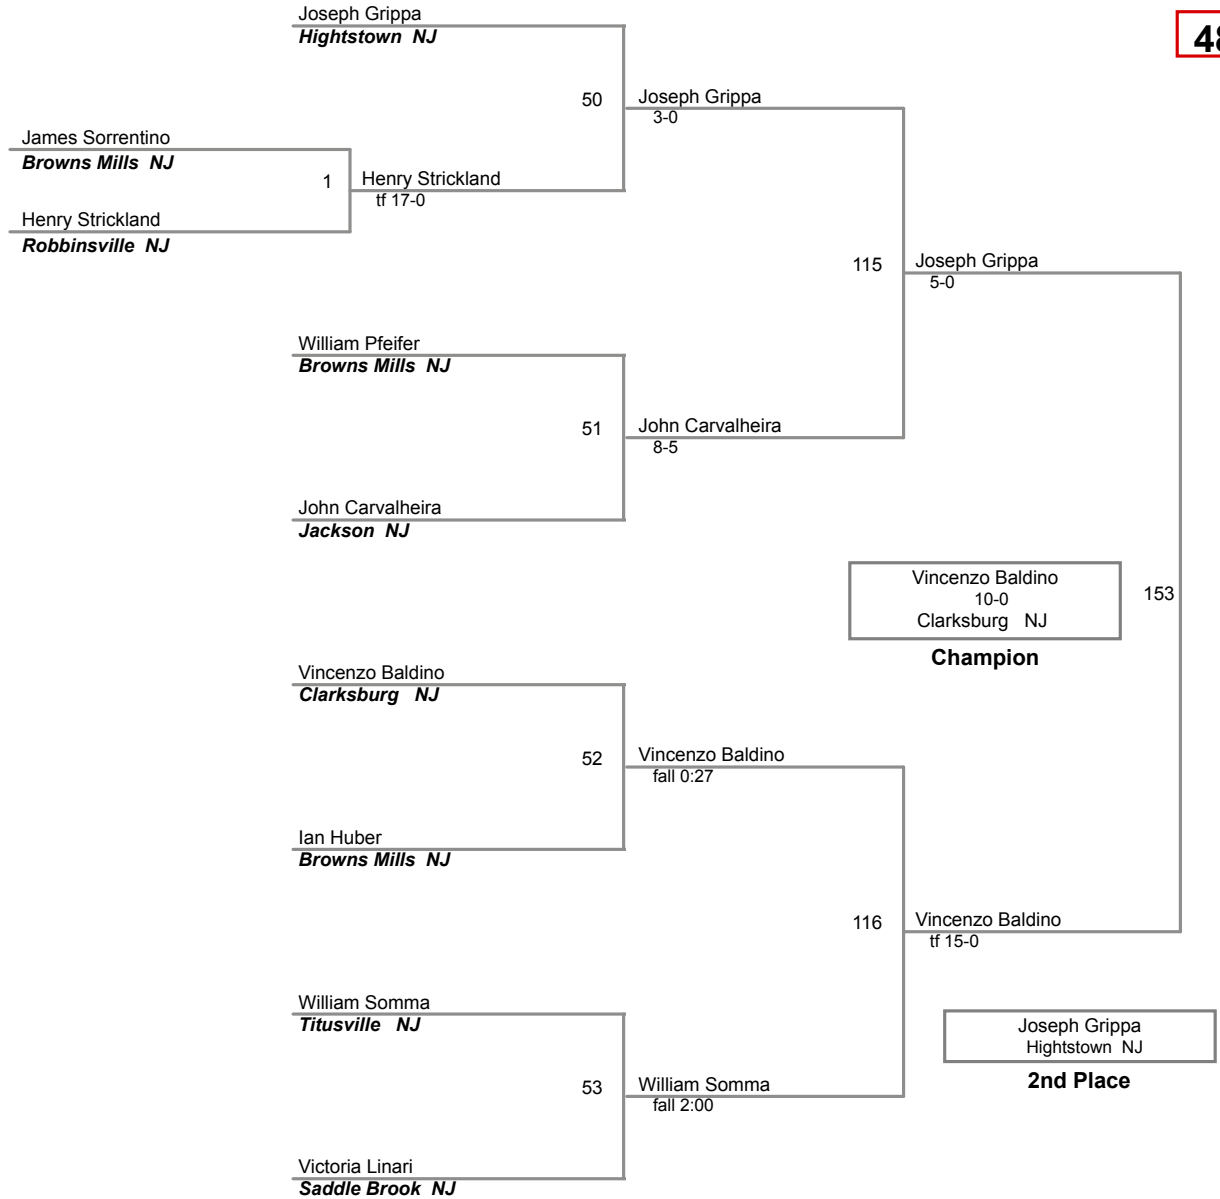 Joseph Grippa
Hightstown NJ
48
50
Joseph Grippa
3-0
James Sorrentino
Browns Mills NJ
1
Henry Strickland
tf 17-0
Henry Strickland
Robbinsville NJ
115
Joseph Grippa
5-0
William Pfeifer
Browns Mills NJ
51
John Carvalheira
8-5
John Carvalheira
Jackson NJ
Vincenzo Baldino
10-0
Clarksburg NJ
153
Champion
Vincenzo Baldino
Clarksburg NJ
52
Vincenzo Baldino
fall 0:27
Ian Huber
Browns Mills NJ
116
Vincenzo Baldino
tf 15-0
William Somma
Titusville NJ
Joseph Grippa
Hightstown NJ
2nd Place
53
William Somma
fall 2:00
Victoria Linari
Saddle Brook NJ